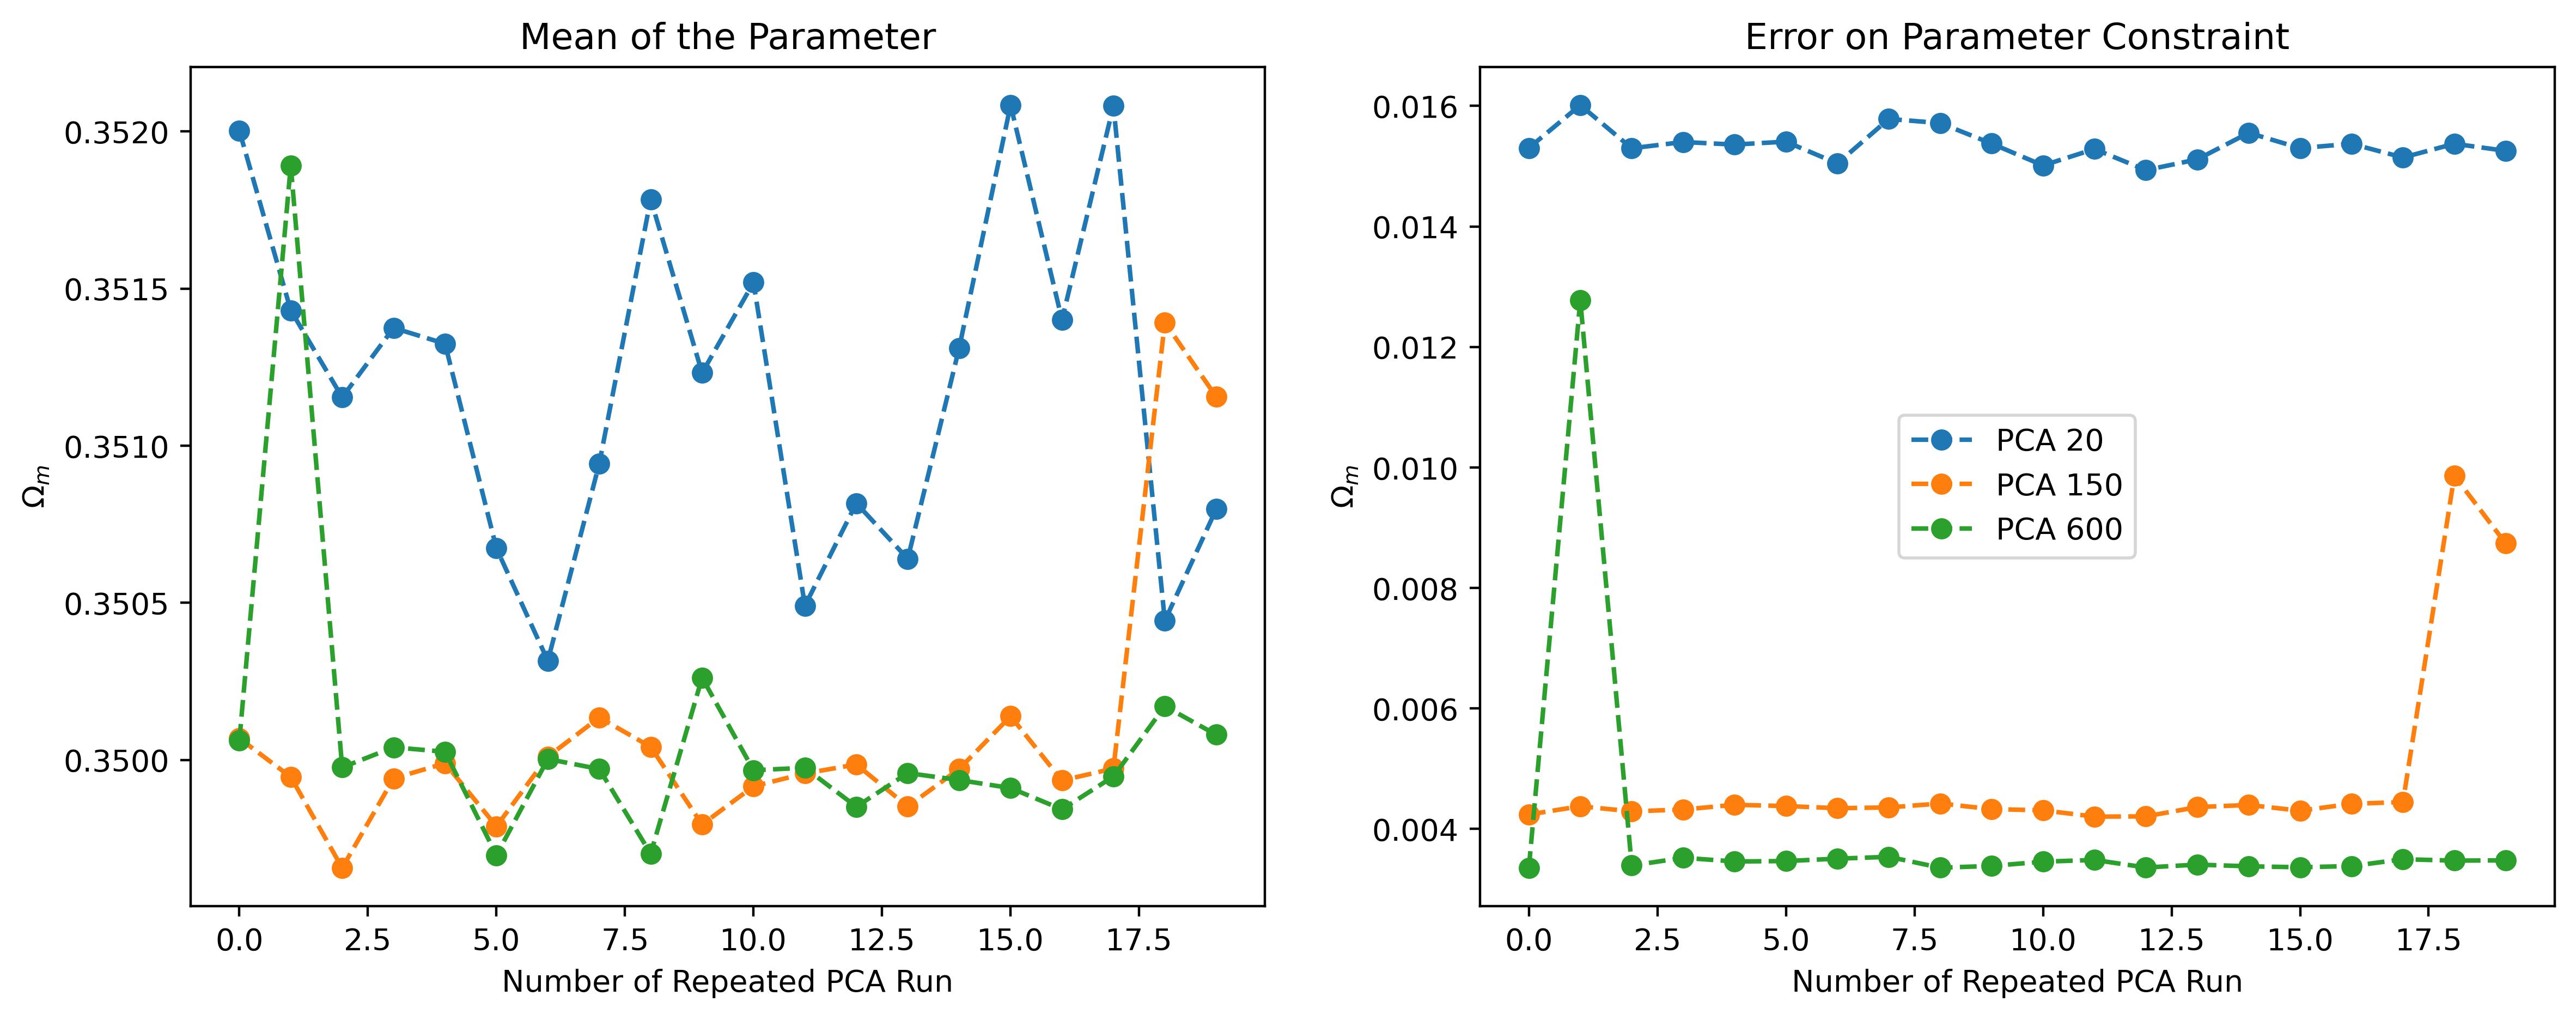 Mean of the Parameter
0.3520
0.3515
0.3510
0.3505
0.3500
Ωm
0.0 2.5 5.0 7.5 10.0 12.5 15.0 17.5
Number of Repeated PCA Run
Error on Parameter Constraint
0.016
0.014
0.012
0.010
0.008
0.006
0.004
Ωm
PCA 20
PCA 150
PCA 600
0.0 2.5 5.0 7.5 10.0 12.5 15.0 17.5
Number of Repeated PCA Run